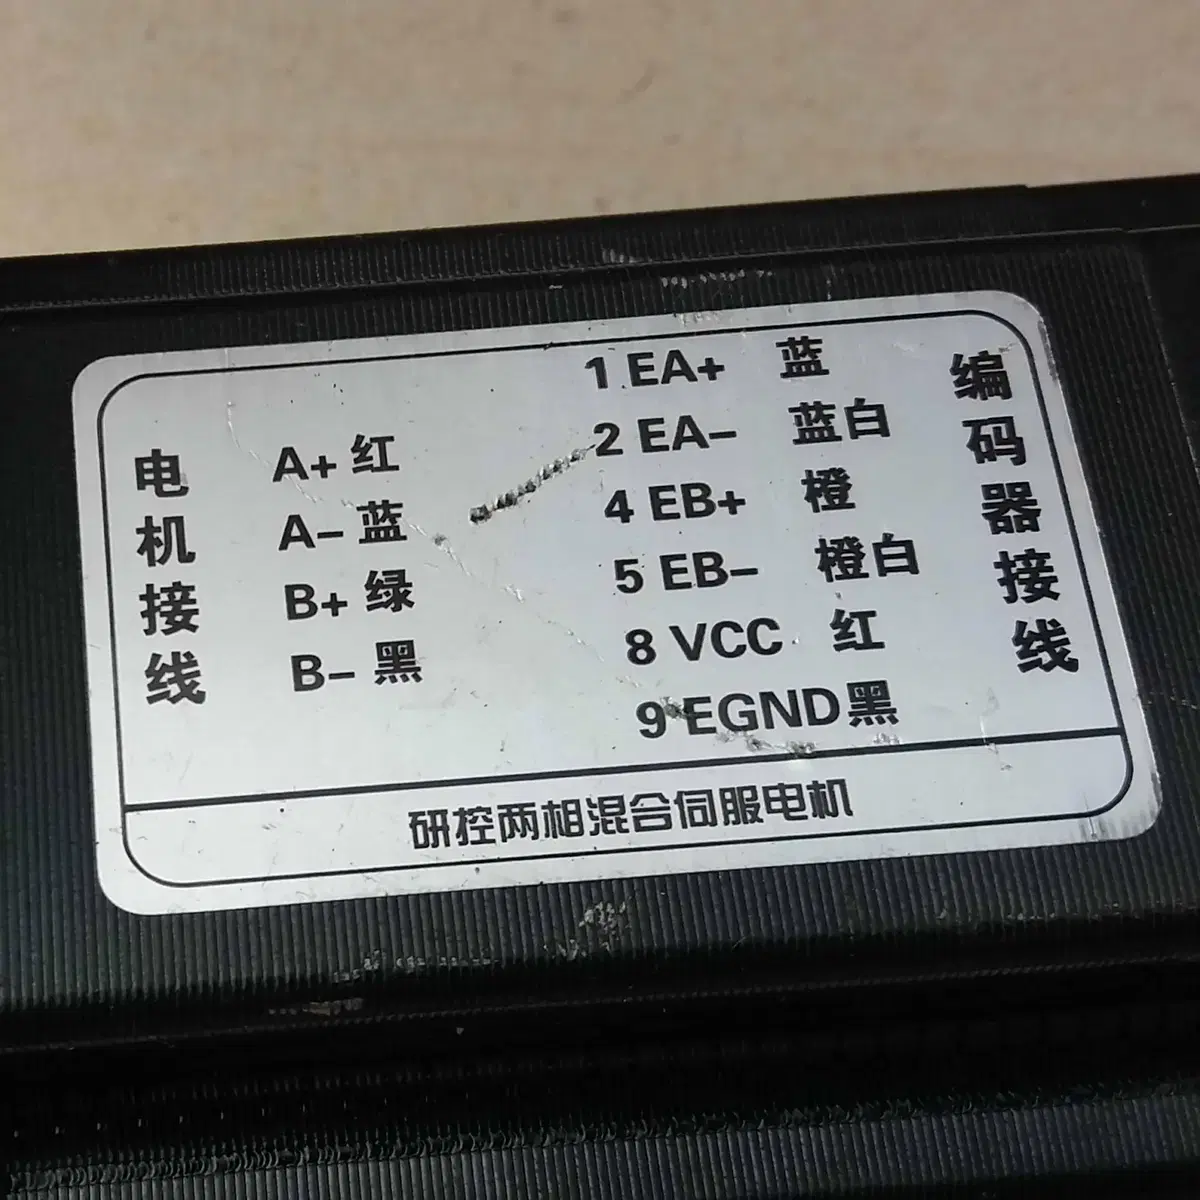 电机接线
A+ 红
A- 蓝
B+ 绿
B- 黑
1 EA+ 蓝
2 EA- 蓝白
4 EB+ 橙
5 EB- 橙白
8 VCC 红
9 EGND 黑
编码器接线
研控两相混合伺服电机